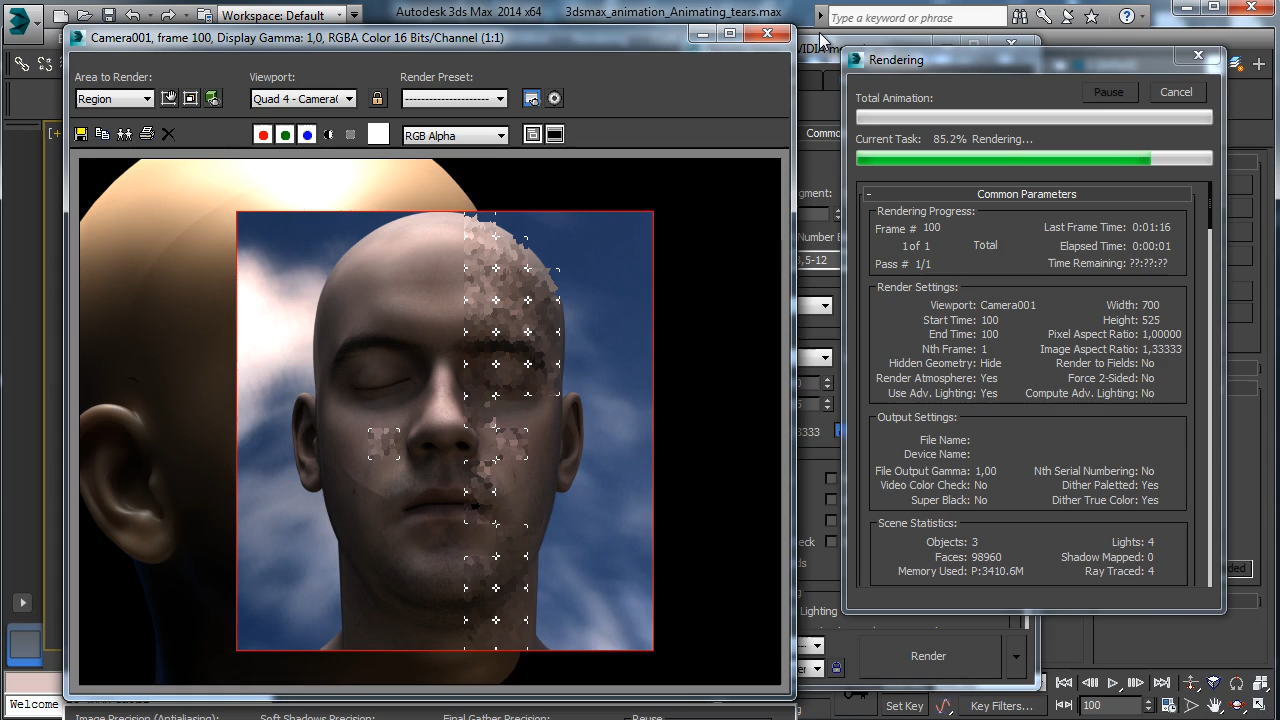 Workspace: Default
Autodesk 3ds Max 2014 x64 3dsmax_animation_Animating_tears.max
Type a keyword or phrase
Camera001, frame 100, Display Gamma: 1,0, RGBA Color 16 Bits/Channel (1:1)
Area to Render:
Viewport:
Render Preset:
Region
Quad 4 - Camera(
RGB Alpha
Rendering
Total Animation:
Pause
Cancel
Current Task: 85.2% Rendering...
Common Parameters
Rendering Progress:
Frame # 100
Last Frame Time: 0:01:16
1 of 1 Total
Elapsed Time: 0:00:01
Pass # 1/1
Time Remaining: ??:??:??
Render Settings:
Viewport: Camera001
Width: 700
Start Time: 100
Height: 525
End Time: 100
Pixel Aspect Ratio: 1,00000
Nth Frame: 1
Image Aspect Ratio: 1,33333
Hidden Geometry: Hide
Render to Fields: No
Render Atmosphere: Yes
Force 2-Sided: No
Use Adv. Lighting: Yes
Compute Adv. Lighting: No
Output Settings:
File Name:
Device Name:
File Output Gamma: 1,00
Nth Serial Numbering: No
Video Color Check: No
Dither Paletted: Yes
Super Black: No
Dither True Color: Yes
Scene Statistics:
Objects: 3
Lights: 4
Faces: 98960
Shadow Mapped: 0
Memory Used: P:3410.6M
Ray Traced: 4
Commo
gment:
Number E
3,5-12
3333
Lighting
Render
Welcome
Set Key
Key Filters...
100
Image Precision (Antialiasing):
Soft Shadows Precision:
Final Gather Precision:
Reuse